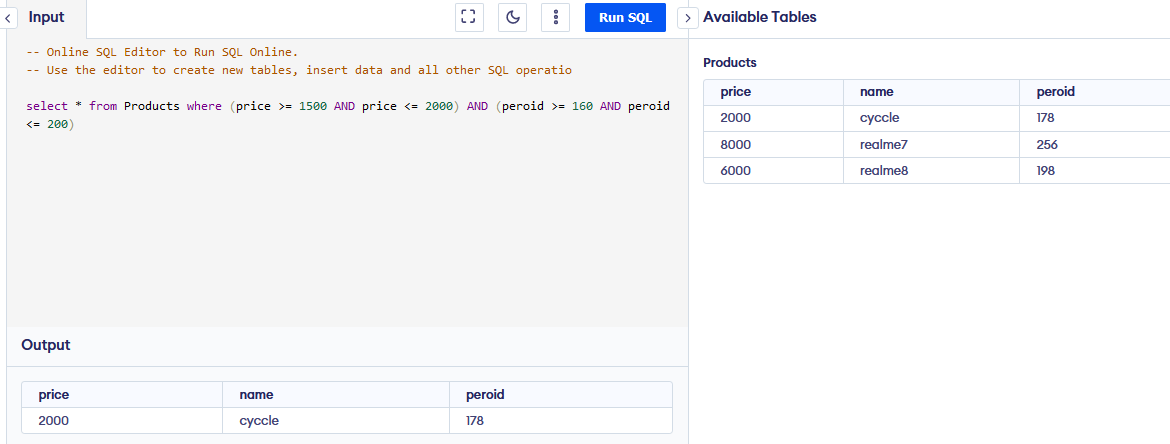 Input
Run SQL
-- Online SQL Editor to Run SQL Online.
-- Use the editor to create new tables, insert data and all other SQL operatio
select * from Products where (price >= 1500 AND price <= 2000) AND (peroid >= 160 AND peroid
<= 200)
Output
price name peroid
2000 cyccle 178
Available Tables
Products
price name peroid
2000 cyccle 178
8000 realme7 256
6000 realme8 198